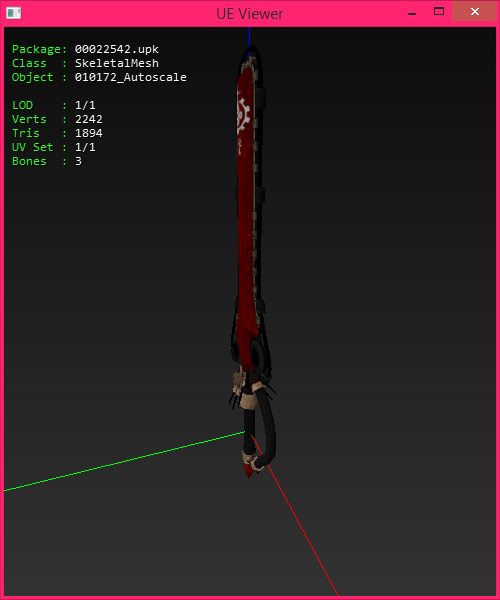 UE Viewer
Package: 00022542.upk
Class  : SkeletalMesh
Object : 010172_Autoscale
LOD    : 1/1
Verts  : 2242
Tris   : 1894
UV Set : 1/1
Bones  : 3